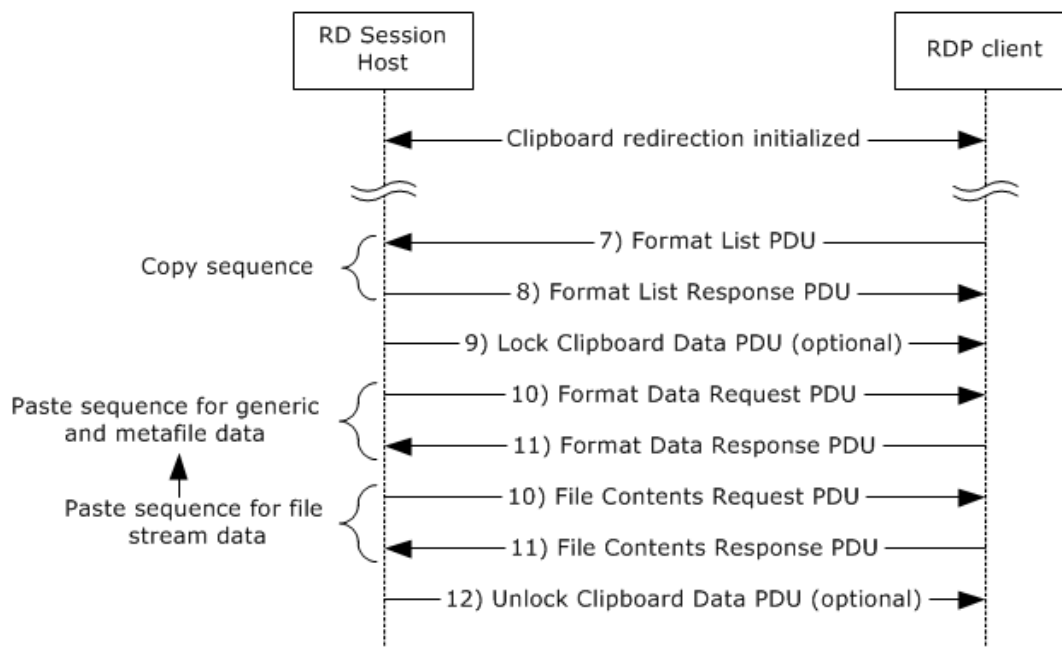 RD Session
Host
RDP client
Clipboard redirection initialized
7) Format List PDU
Copy sequence
8) Format List Response PDU
9) Lock Clipboard Data PDU (optional)
10) Format Data Request PDU
Paste sequence for generic
and metafile data
11) Format Data Response PDU
10) File Contents Request PDU
Paste sequence for file
stream data
11) File Contents Response PDU
12) Unlock Clipboard Data PDU (optional)